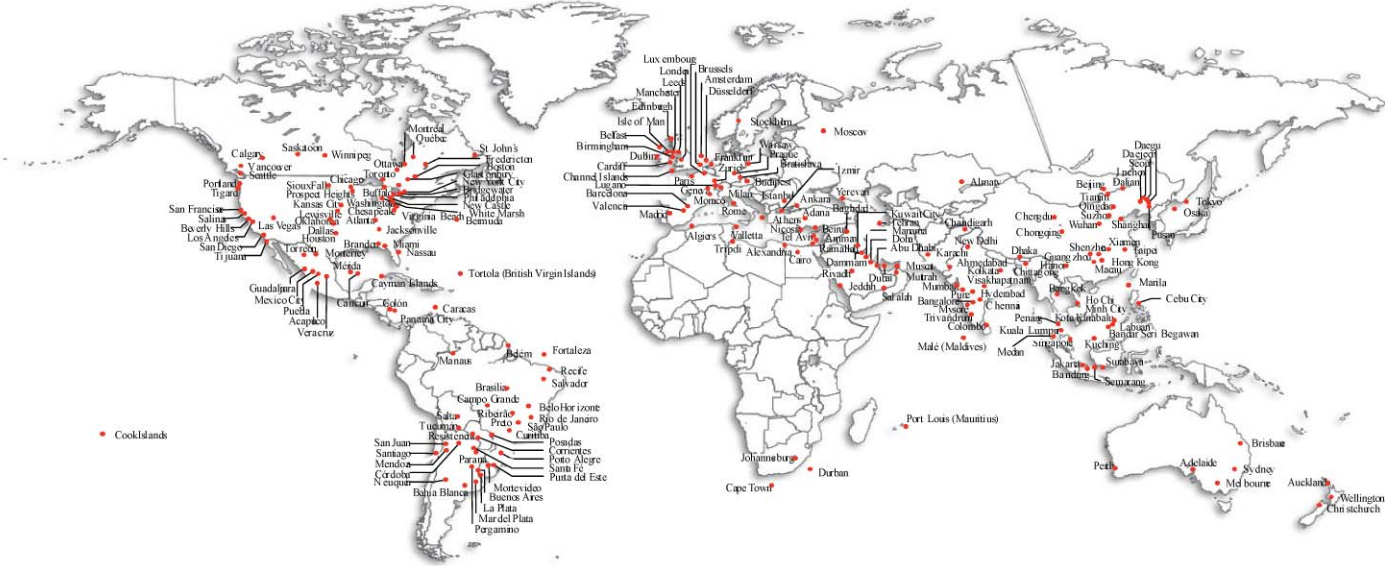 Calgary
Vancouver
Seattle
Portland
Tigard
Saskatoon
Winnipeg
Montréal
Québec
Ottawa
Toronto
St John's
Fredericton
Boston
Glastonbury
New York City
Bridgewater
Philadelphia
New Castle
White Marsh
Bermuda
Buffalo
Washington
Chesapeake
Virginia Beach
Chicago
Sioux Fall
Prospect Heights
Kansas City
Lewisville
Oklahoma
Dallas
Houston
Atlanta
Jacksonville
Brandon
Miami
Nassau
San Francisco
Salinas
Beverly Hills
Los Angeles
San Diego
Tijuana
Las Vegas
Torreón
Monterrey
Mérida
Guadalajara
Mexico City
Puebla
Acapulco
Veracruz
Cancun
Cayman Islands
Tortola (British Virgin Islands)
Colón
Panama City
Caracas
Manaus
Belém
Fortaleza
Recife
Salvador
Brasília
Campo Grande
Belo Horizonte
Ribeirão
Preto
Rio de Janeiro
São Paulo
Curitiba
Salta
Tucumán
Resistencia
San Juan
Santiago
Mendoza
Córdoba
Neuquén
Paraná
Posadas
Corrientes
Porto Alegre
Santa Fé
Punta del Este
Bahia Blanca
Montevideo
Buenos Aires
La Plata
Mar del Plata
Pergamino
Cook Islands
Luxembourg
London
Leeds
Manchester
Edinburgh
Isle of Man
Belfast
Birmingham
Dublin
Cardiff
Channel Islands
Lugano
Barcelona
Valenca
Madrid
Brussels
Amsterdam
Düsseldorf
Stockholm
Moscow
Frankfurt
Warsaw
Prague
Bratislava
Zurich
Paris
Geneva
Monaco
Milan
Rome
Budapest
Istanbul
Izmir
Ankara
Adana
Athens
Nicosia
Yerevan
Algiers
Tripoli
Valletta
Alexandria
Cairo
Tel Aviv
Beirut
Amman
Ramallah
Baghdad
Kuwait City
Tehran
Manama
Doha
Abu Dhabi
Dammam
Riyadh
Jeddah
Dubai
Muscat
Mutrah
Salalah
Almaty
Chandigarh
New Delhi
Karachi
Ahmedabad
Kolkata
Visakhapatnam
Mumbai
Pune
Hyderabad
Bangalore
Chennai
Mysore
Trivandrum
Colombo
Malé (Maldives)
Dhaka
Chittagong
Hanoi
Bangkok
Ho Chi
Minh City
Penang
Kota Kinabalu
Kuala Lumpur
Labuan
Bandar Seri Begawan
Singapore
Medan
Kuching
Jakarta
Bandung
Surabaya
Semarang
Daegu
Daejeon
Seoul
Incheon
Dalian
Beijing
Tianjin
Qingdao
Suzhou
Wuhan
Chengdu
Chongqing
Shanghai
Pusan
Tokyo
Osaka
Shenzhen
Guangzhou
Xiamen
Taipei
Hong Kong
Macau
Manila
Cebu City
Port Louis (Mauritius)
Johannesburg
Durban
Cape Town
Perth
Adelaide
Brisbane
Sydney
Melbourne
Auckland
Wellington
Christchurch